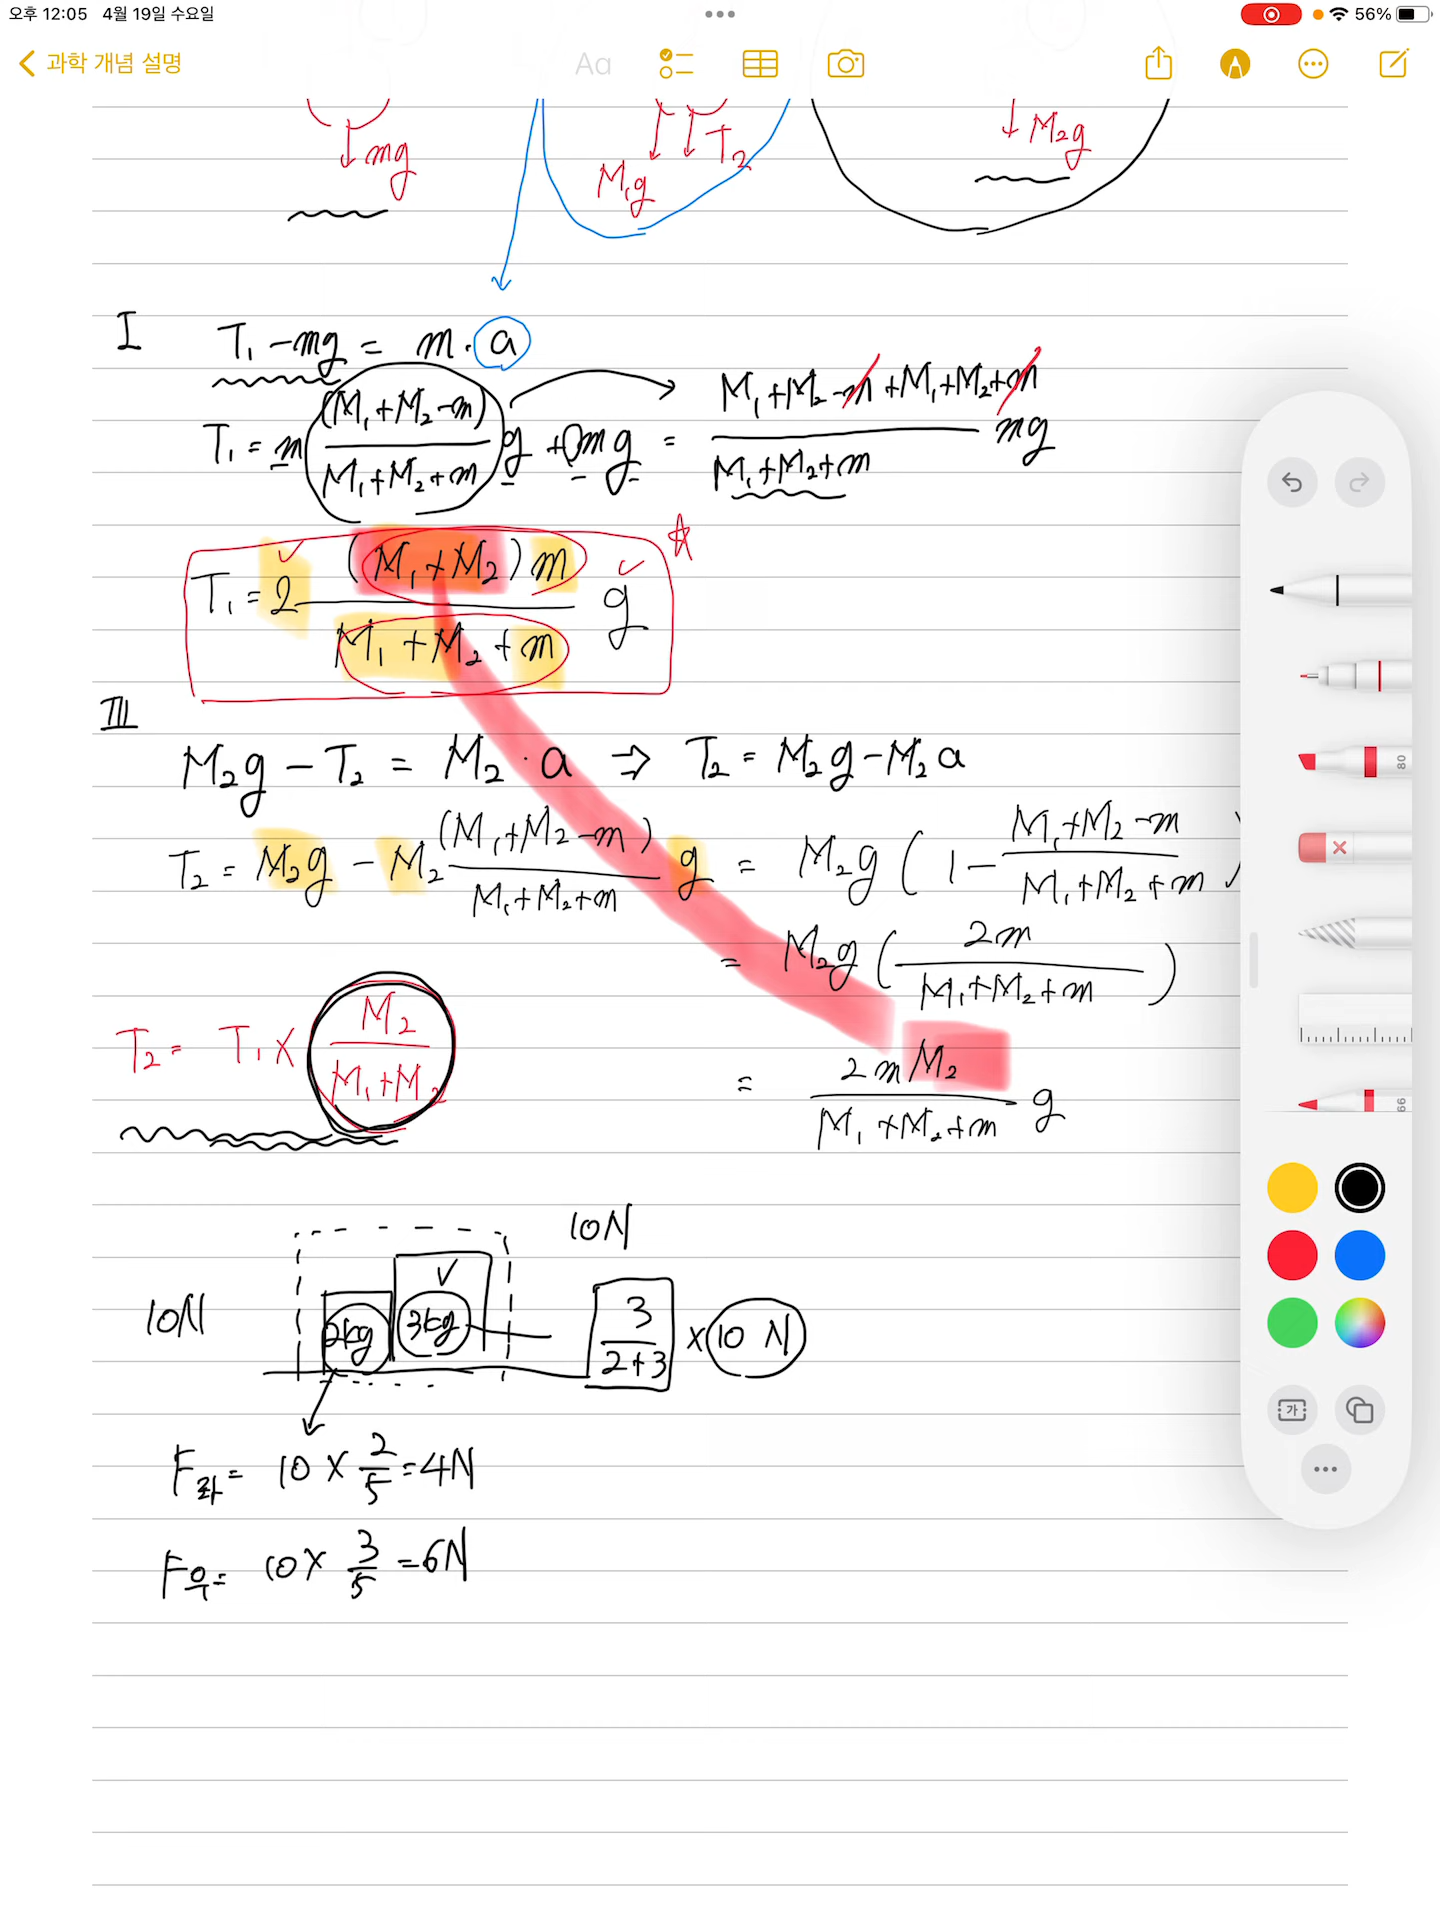 오후 12:05 4월 19일 수요일 56%
과학 개념 설명 Aa
mg M₁g T₂ M₂g
I T₁ - mg = m · a
T₁ = m (M₁+M₂-m)/(M₁+M₂+m) g + mg = (M₁+M₂-m+M₁+M₂+m)/(M₁+M₂+m) mg
T₁ = 2 (M₁+M₂)m/(M₁+M₂+m) g ☆
III
M₂g - T₂ = M₂ · a ⇒ T₂ = M₂g - M₂a
T₂ = M₂g - M₂ (M₁+M₂-m)/(M₁+M₂+m) g = M₂g (1 - (M₁+M₂-m)/(M₁+M₂+m))
= M₂g (2m/(M₁+M₂+m))
T₂ = T₁ × M₂/(M₁+M₂)
= 2mM₂/(M₁+M₂+m) g
10N
10N 2kg 3kg 3/(2+3) × 10 N
F좌 = 10 × 2/5 = 4N
F우 = 10 × 3/5 = 6N
80
99
가